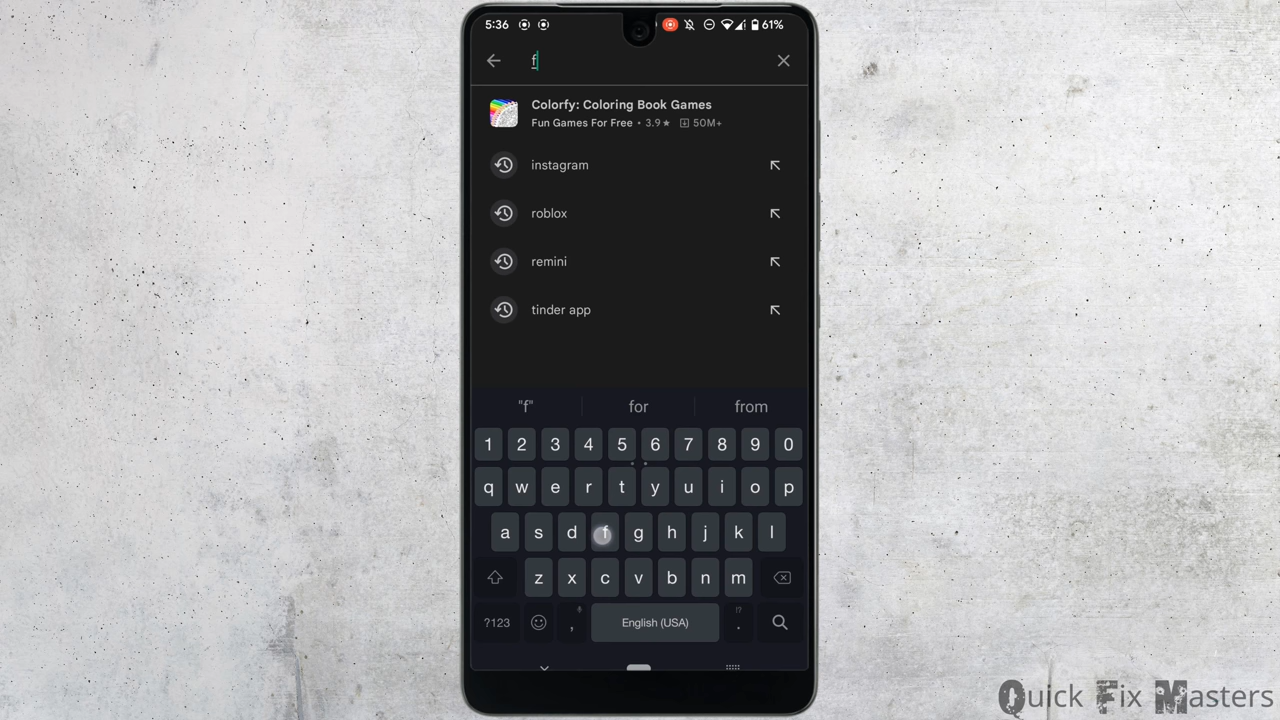 5:36 61%
f
Colorfy: Coloring Book Games
Fun Games For Free • 3.9★ 50M+
instagram
roblox
remini
tinder app
"f" for from
1 2 3 4 5 6 7 8 9 0
q w e r t y u i o p
a s d f g h j k l
z x c v b n m
?123 , English (USA) !? .
Quick Fix Masters